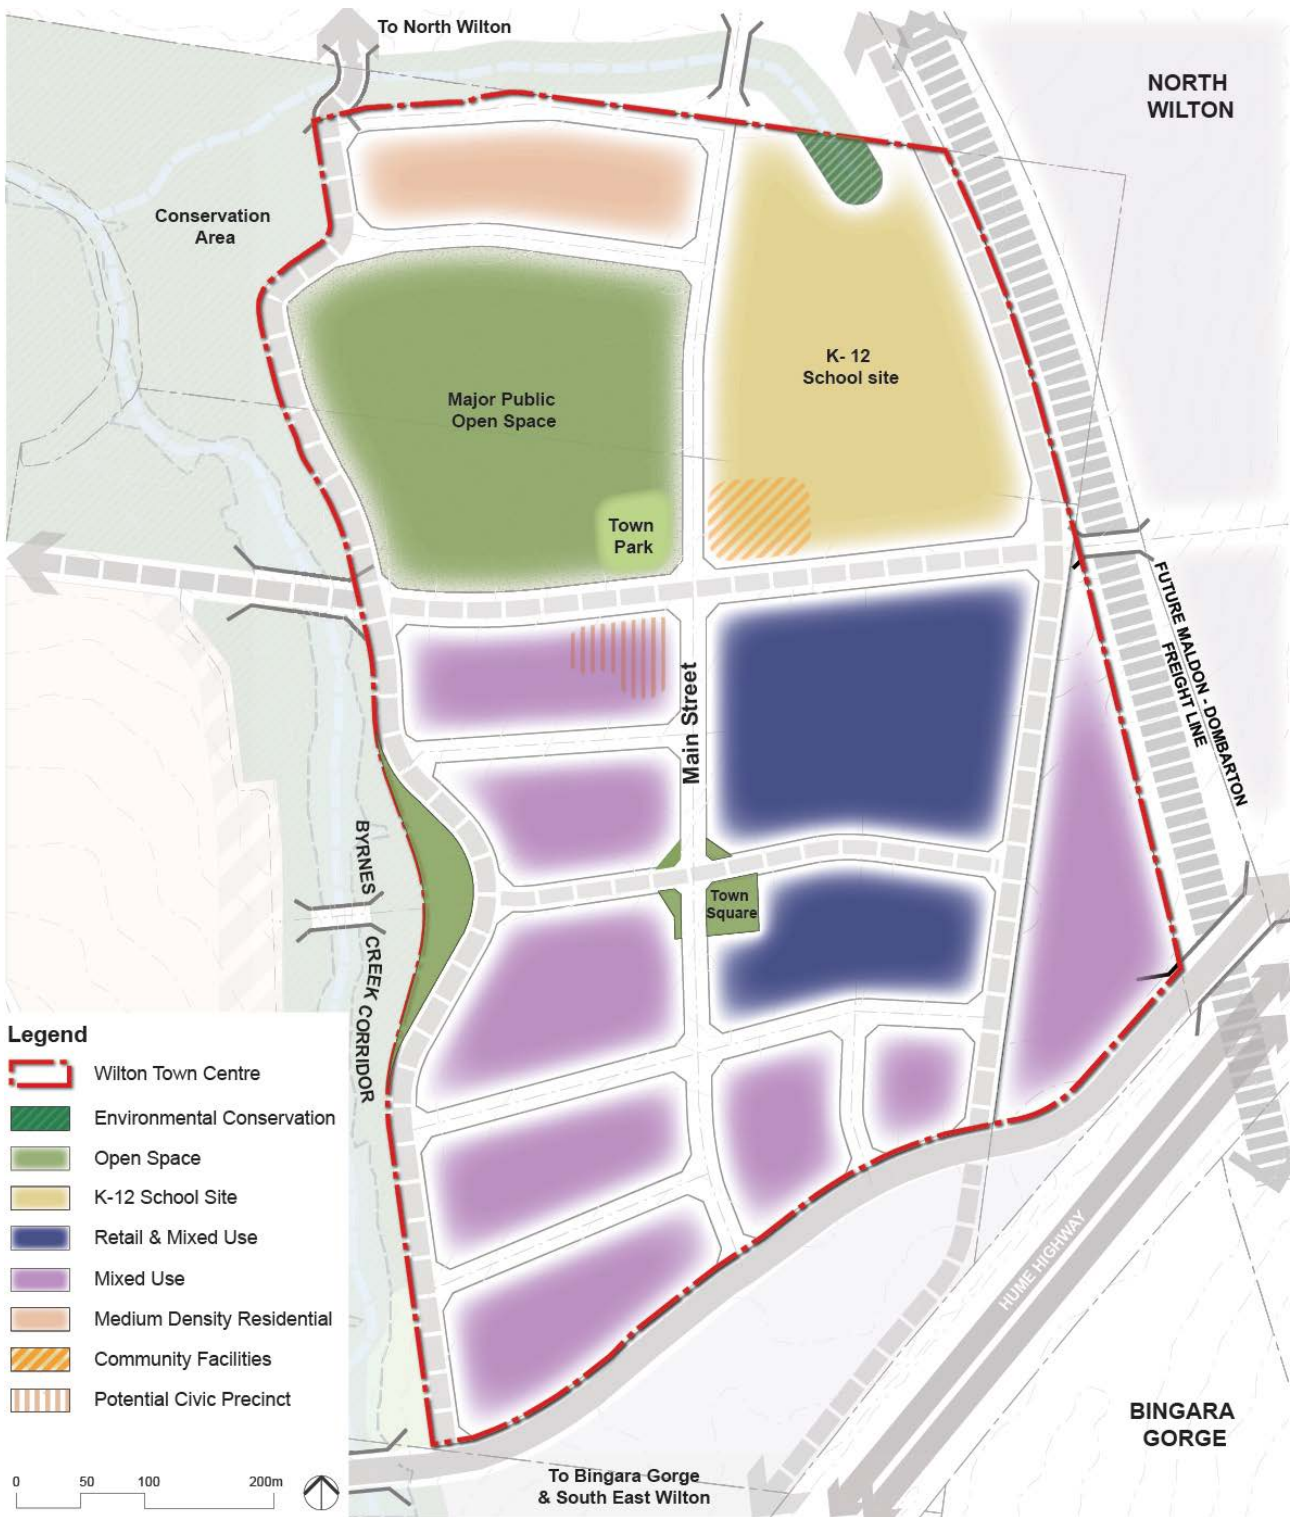 To North Wilton
NORTH
WILTON
Conservation
Area
K- 12
School site
Major Public
Open Space
Town
Park
FUTURE MALDON - DOMBARTON
FREIGHT LINE
Main Street
BYRNES
CREEK CORRIDOR
Town
Square
HUME HIGHWAY
Legend
Wilton Town Centre
Environmental Conservation
Open Space
K-12 School Site
Retail & Mixed Use
Mixed Use
Medium Density Residential
Community Facilities
Potential Civic Precinct
0 50 100 200m
BINGARA
GORGE
To Bingara Gorge
& South East Wilton